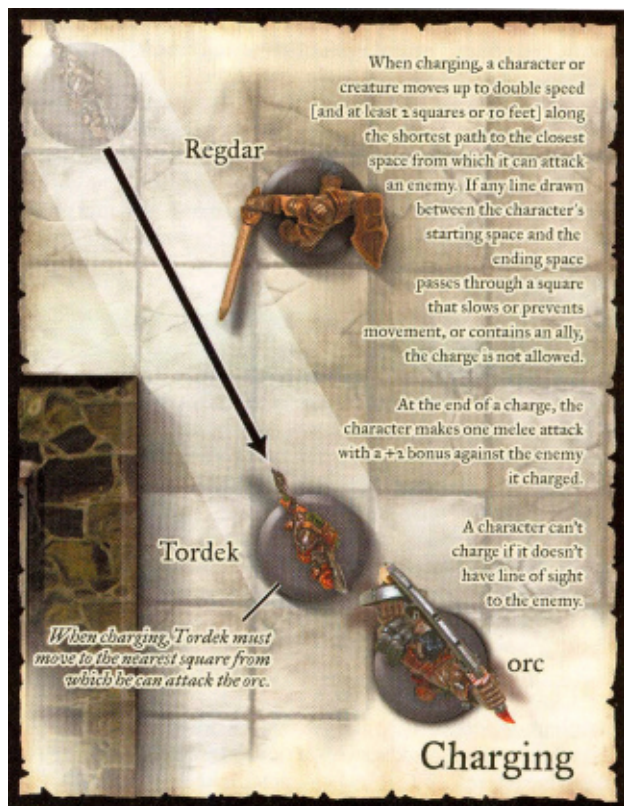 When charging, a character or
creature moves up to double speed
[and at least 2 squares or 10 feet] along
the shortest path to the closest
space from which it can attack
an enemy. If any line drawn
between the character's
starting space and the
ending space
passes through a square
that slows or prevents
movement, or contains an ally,
the charge is not allowed.
At the end of a charge, the
character makes one melee attack
with a +2 bonus against the enemy
it charged.
A character can't
charge if it doesn't
have line of sight
to the enemy.
Regdar
Tordek
When charging, Tordek must
move to the nearest square from
which he can attack the orc.
orc
Charging